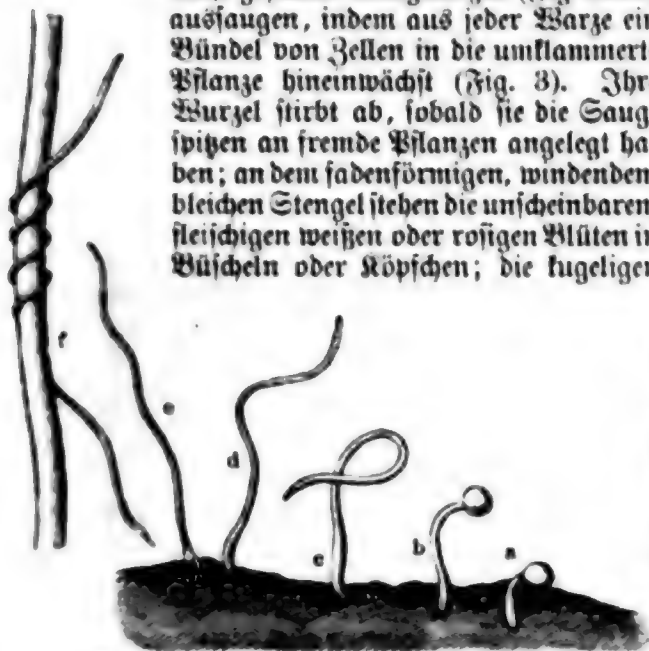 aussaugen, indem aus jeder Warze ein
Bündel von Zellen in die umklammert
Pflanze hineinwächst (Fig. 3). Ihr
Wurzel stirbt ab, sobald sie die Saug
spitzen an fremde Pflanzen angelegt ha
ben; an dem fadenförmigen, windenden
bleichen Stengel stehen die unscheinbaren
fleischigen weißen oder rosigen Blüten in
Büscheln oder Köpfchen; die kugeligen
f
e
d
c
b
a